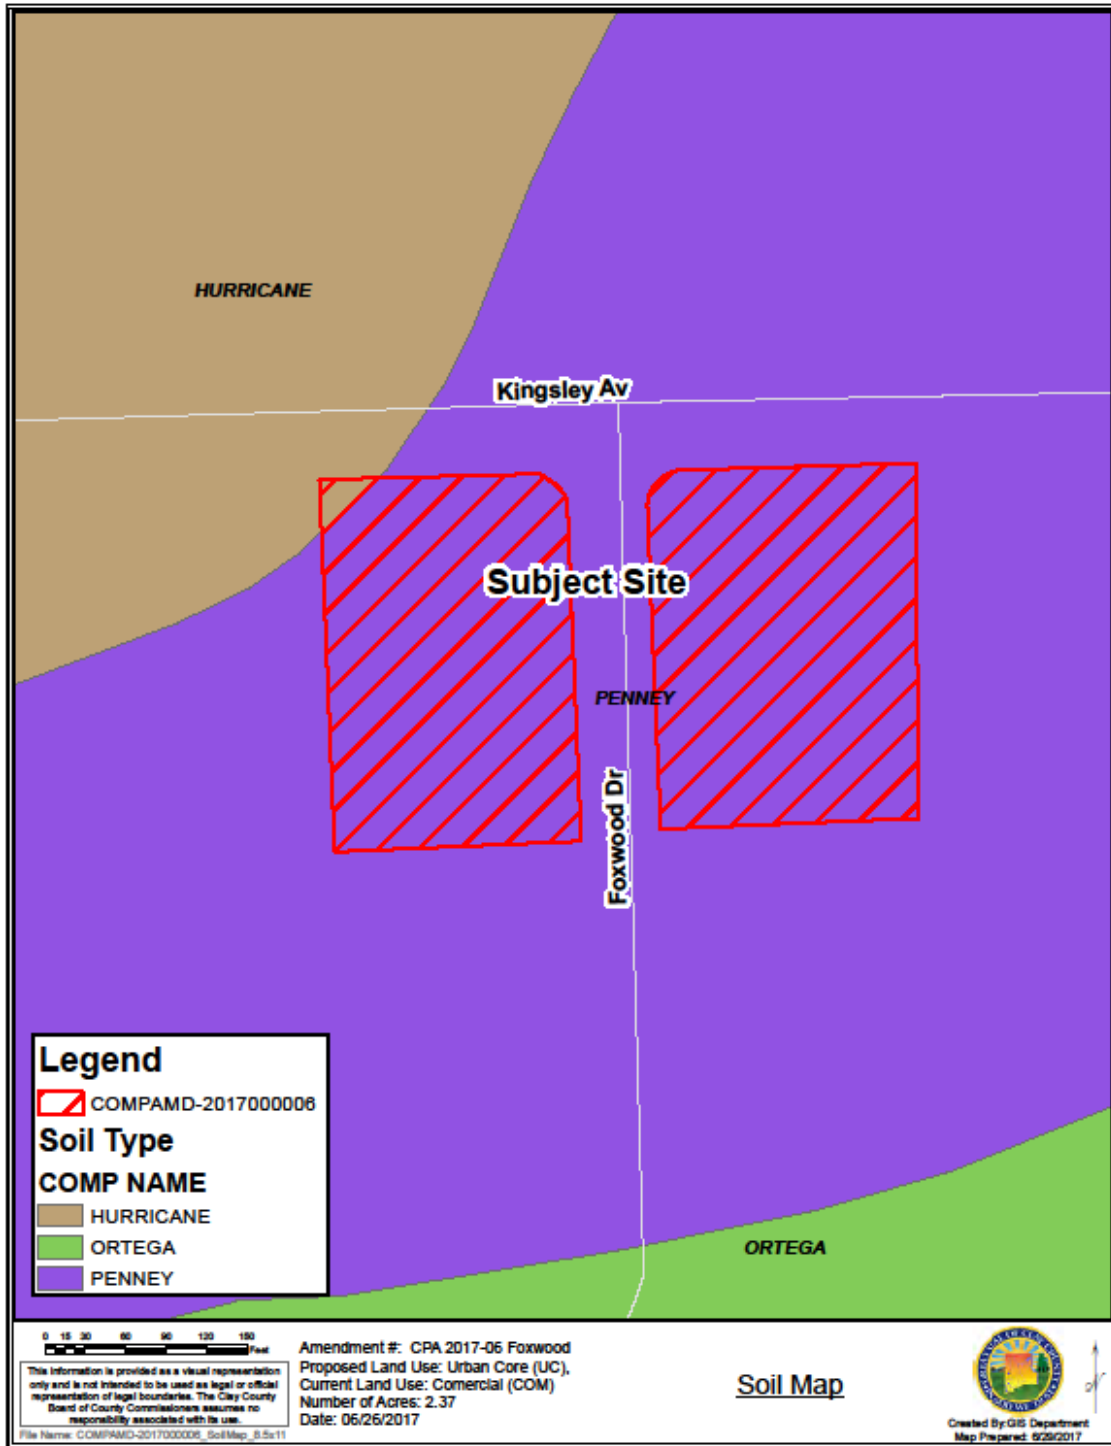 HURRICANE
Kingsley Av
Subject Site
PENNEY
Foxwood Dr
Legend
COMPAMD-2017000006
Soil Type
COMP NAME
HURRICANE
ORTEGA
PENNEY
ORTEGA
0 15 30 60 90 120 150
Feet
This information is provided as a visual representation
only and is not intended to be used as legal or official
representation of legal boundaries. The Clay County
Board of County Commissioners assumes no
responsibility associated with its use.
File Name: COMPAMD-2017000006_SoilMap_8.5x11
Amendment #: CPA 2017-06 Foxwood
Proposed Land Use: Urban Core (UC),
Current Land Use: Comercial (COM)
Number of Acres: 2.37
Date: 06/26/2017
Soil Map
N
Created By:GIS Department
Map Prepared: 6/29/2017